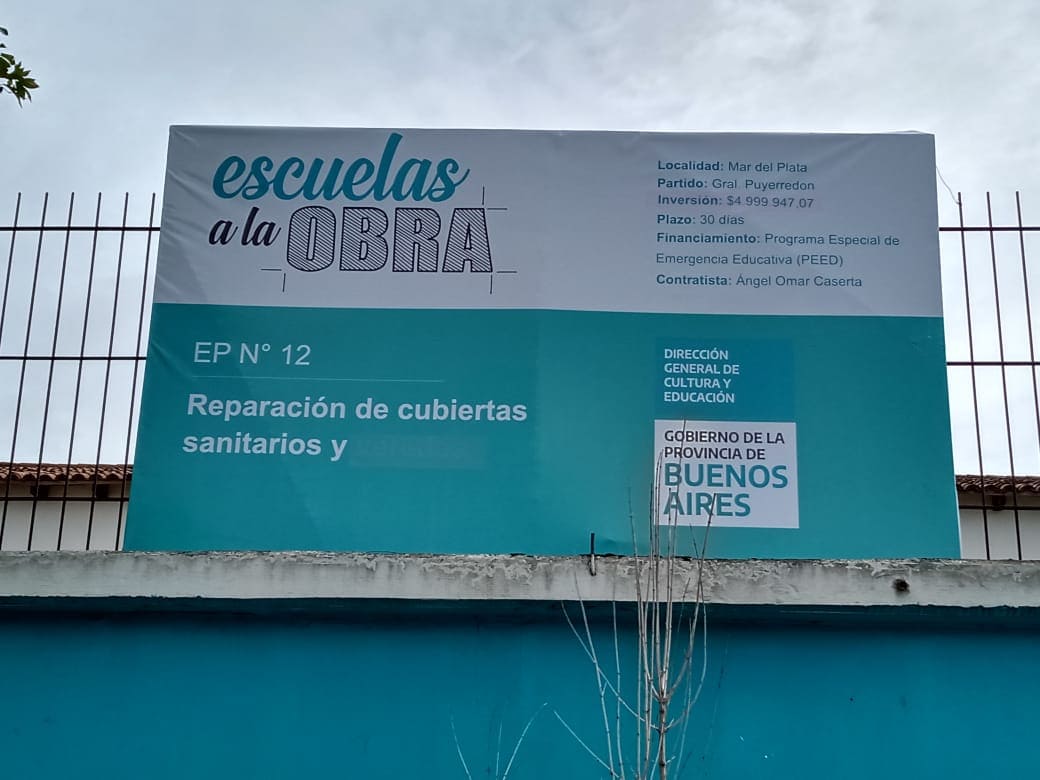 escuelas
a la OBRA
Localidad: Mar del Plata
Partido: Gral. Puyerredon
Inversión: $4.999.947,07
Plazo: 30 días
Financiamiento: Programa Especial de
Emergencia Educativa (PEED)
Contratista: Ángel Omar Caserta
EP N° 12
Reparación de cubiertas
sanitarios y
DIRECCIÓN
GENERAL DE
CULTURA Y
EDUCACIÓN
GOBIERNO DE LA
PROVINCIA DE
BUENOS
AIRES